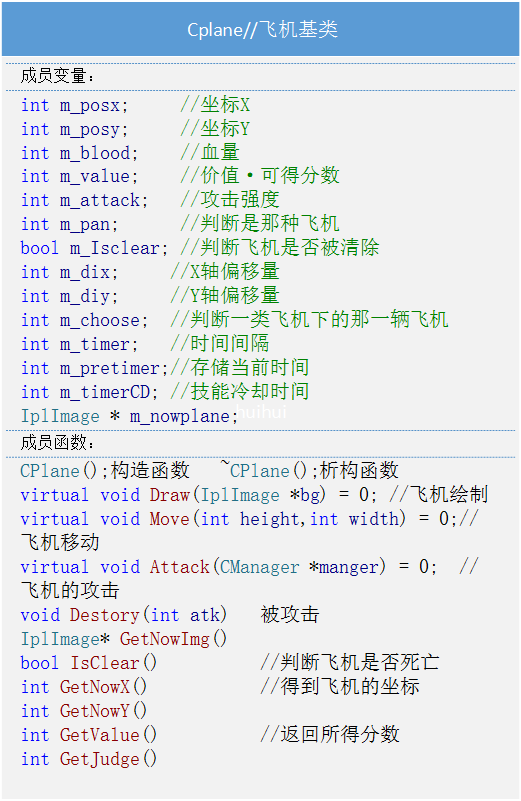 Cplane//飞机基类
成员变量：
int m_posx; //坐标X
int m_posy; //坐标Y
int m_blood; //血量
int m_value; //价值·可得分数
int m_attack; //攻击强度
int m_pan; //判断是那种飞机
bool m_Isclear; //判断飞机是否被清除
int m_dix; //X轴偏移量
int m_diy; //Y轴偏移量
int m_choose; //判断一类飞机下的那一辆飞机
int m_timer; //时间间隔
int m_pretimer;//存储当前时间
int m_timerCD; //技能冷却时间
IplImage * m_nowplane;
成员函数：
CPlane();构造函数 ~CPlane();析构函数
virtual void Draw(IplImage *bg) = 0; //飞机绘制
virtual void Move(int height,int width) = 0;//
飞机移动
virtual void Attack(CManager *manger) = 0; //
飞机的攻击
void Destory(int atk) 被攻击
IplImage* GetNowImg()
bool IsClear() //判断飞机是否死亡
int GetNowX() //得到飞机的坐标
int GetNowY()
int GetValue() //返回所得分数
int GetJudge()